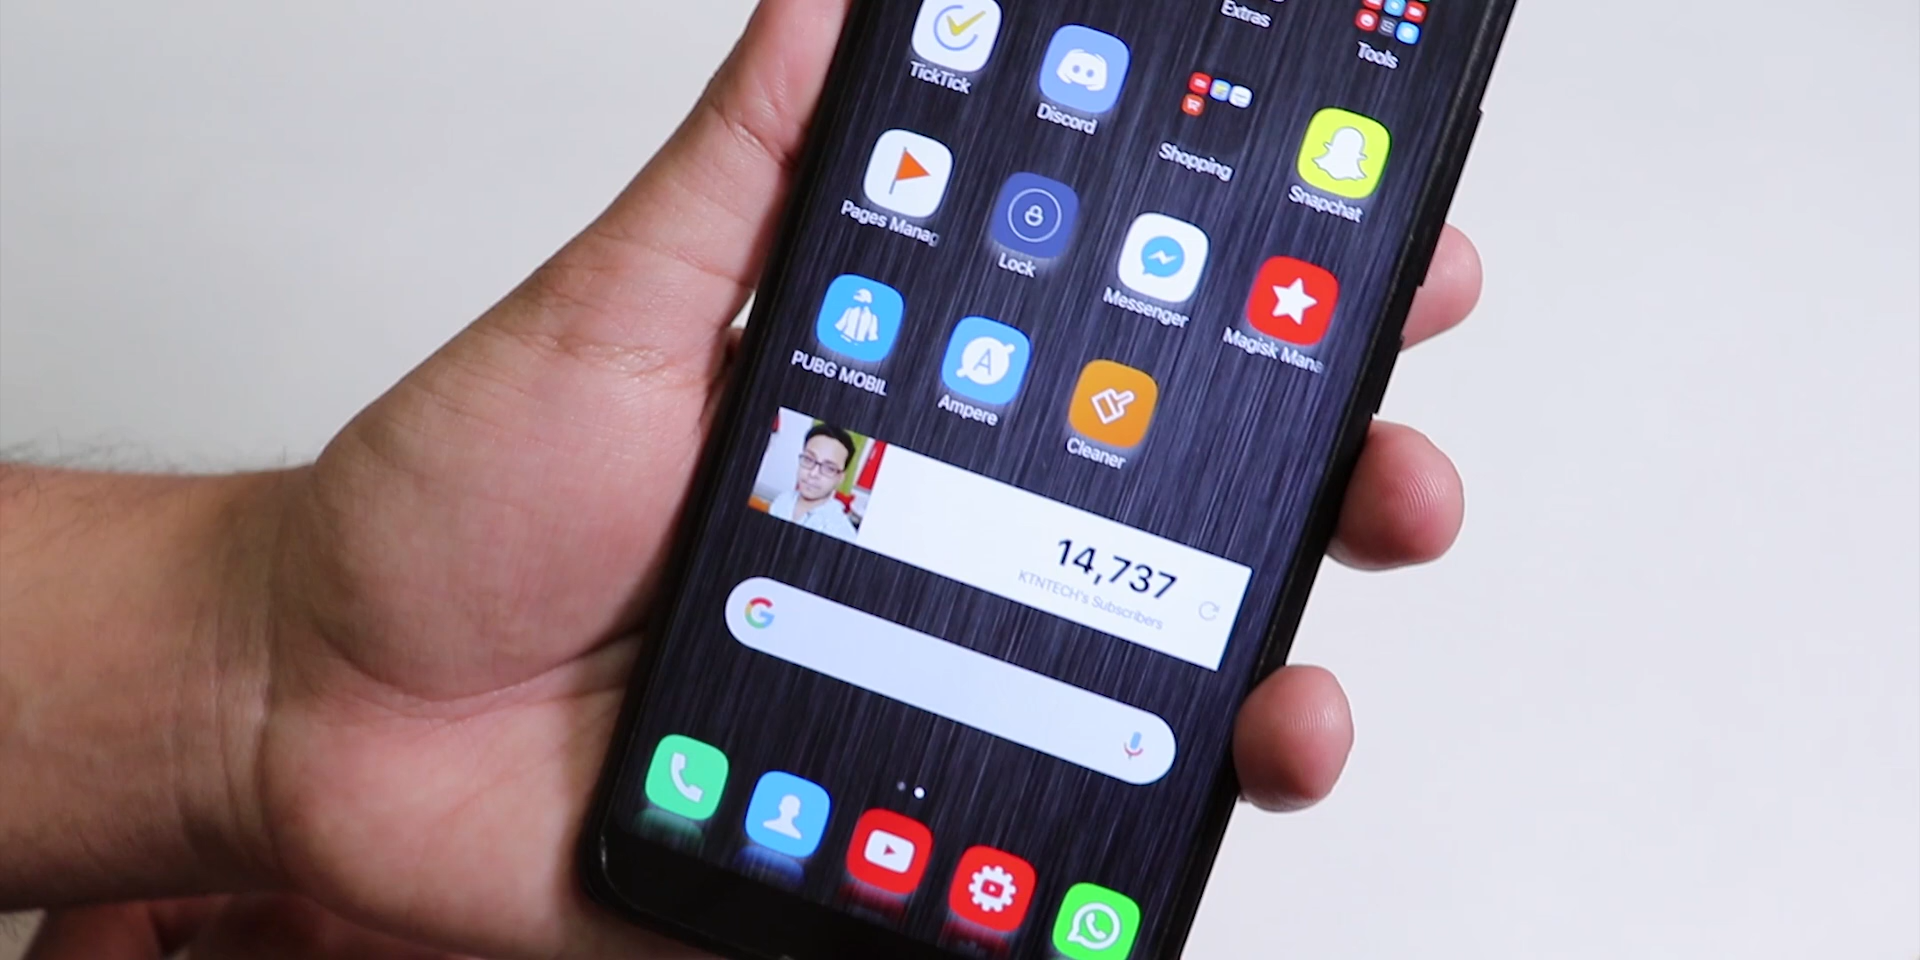 Extras
Tools
TickTick
Discord
Shopping
Snapchat
Pages Manag
Lock
Messenger
Magisk Mana
PUBG MOBIL
A
Ampere
Cleaner
14,737
KTNTECH's Subscribers
G